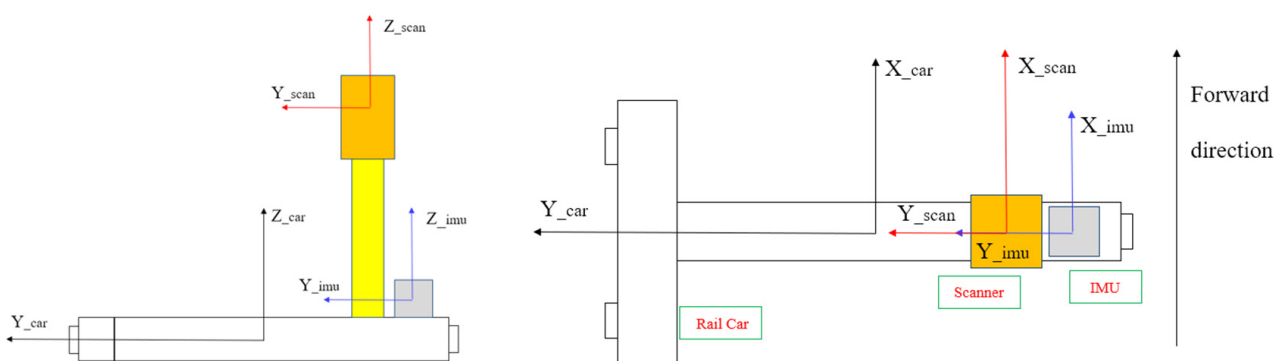 Z_scan
Y_scan
Z_car
Z_imu
Y_imu
Y_car
X_car
X_scan
X_imu
Forward
direction
Y_car
Y_scan
Y_imu
Scanner
IMU
Rail Car